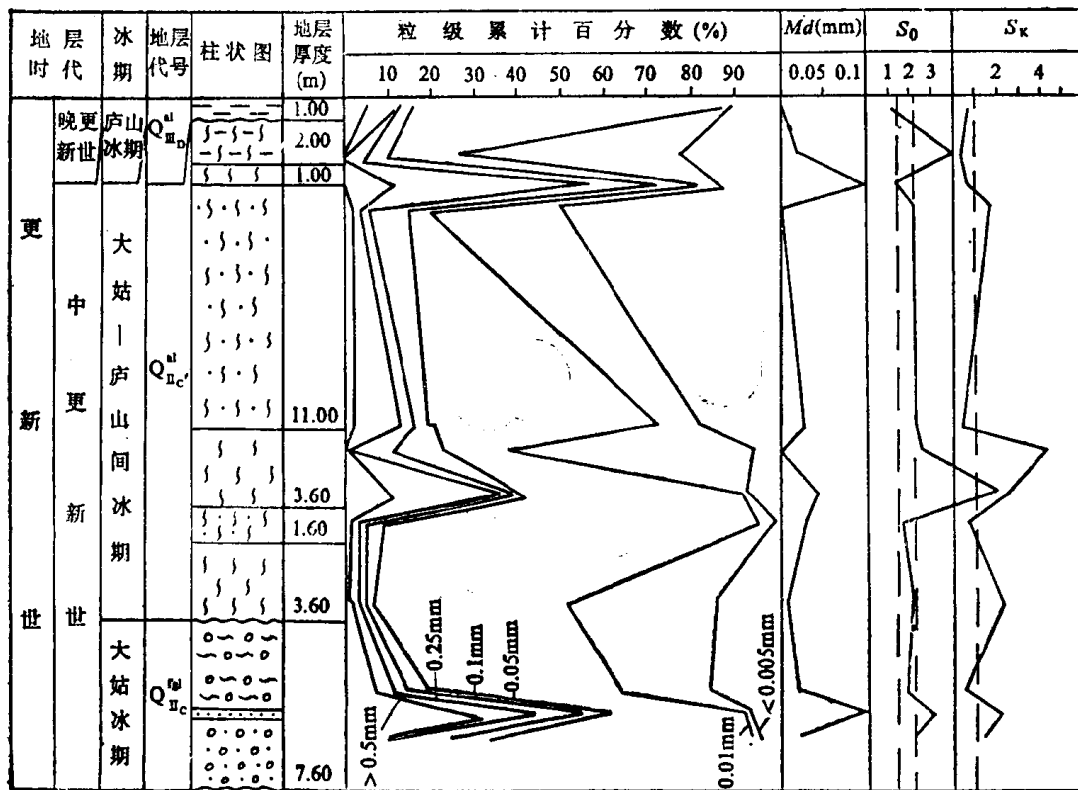 地层时代
冰期
地层代号
柱状图
地层厚度(m)
粒级累计百分数(%)
10 20 30 40 50 60 70 80 90
Md(mm)
0.05 0.1
S₀
1 2 3
Sκ
2 4
更新世
晚更新世
庐山冰期
1.00
2.00
1.00
中更新世
大姑—庐山间冰期
11.00
3.60
1.60
3.60
大姑冰期
7.60
>0.5mm
0.25mm
0.1mm
0.05mm
0.01mm
<0.005mm